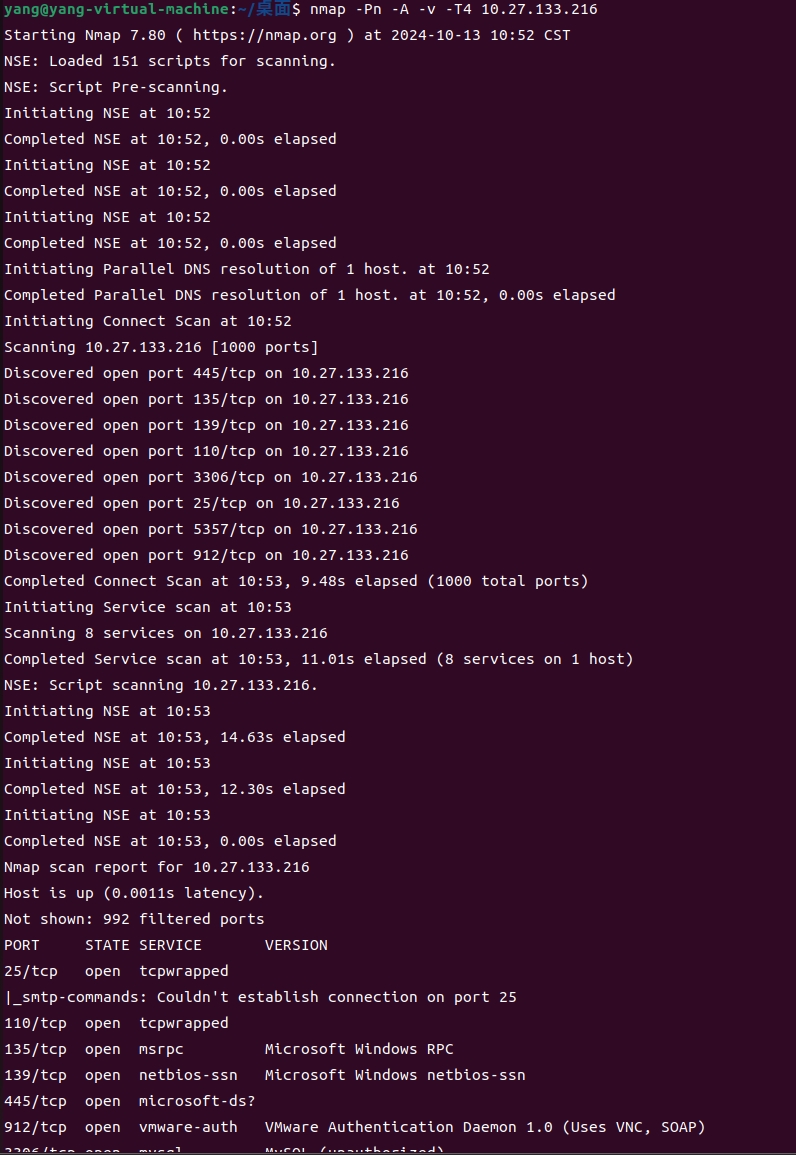 yang@yang-virtual-machine:~/桌面$ nmap -Pn -A -v -T4 10.27.133.216
Starting Nmap 7.80 ( https://nmap.org ) at 2024-10-13 10:52 CST
NSE: Loaded 151 scripts for scanning.
NSE: Script Pre-scanning.
Initiating NSE at 10:52
Completed NSE at 10:52, 0.00s elapsed
Initiating NSE at 10:52
Completed NSE at 10:52, 0.00s elapsed
Initiating NSE at 10:52
Completed NSE at 10:52, 0.00s elapsed
Initiating Parallel DNS resolution of 1 host. at 10:52
Completed Parallel DNS resolution of 1 host. at 10:52, 0.00s elapsed
Initiating Connect Scan at 10:52
Scanning 10.27.133.216 [1000 ports]
Discovered open port 445/tcp on 10.27.133.216
Discovered open port 135/tcp on 10.27.133.216
Discovered open port 139/tcp on 10.27.133.216
Discovered open port 110/tcp on 10.27.133.216
Discovered open port 3306/tcp on 10.27.133.216
Discovered open port 25/tcp on 10.27.133.216
Discovered open port 5357/tcp on 10.27.133.216
Discovered open port 912/tcp on 10.27.133.216
Completed Connect Scan at 10:53, 9.48s elapsed (1000 total ports)
Initiating Service scan at 10:53
Scanning 8 services on 10.27.133.216
Completed Service scan at 10:53, 11.01s elapsed (8 services on 1 host)
NSE: Script scanning 10.27.133.216.
Initiating NSE at 10:53
Completed NSE at 10:53, 14.63s elapsed
Initiating NSE at 10:53
Completed NSE at 10:53, 12.30s elapsed
Initiating NSE at 10:53
Completed NSE at 10:53, 0.00s elapsed
Nmap scan report for 10.27.133.216
Host is up (0.0011s latency).
Not shown: 992 filtered ports
PORT     STATE SERVICE       VERSION
25/tcp   open  tcpwrapped
|_smtp-commands: Couldn't establish connection on port 25
110/tcp  open  tcpwrapped
135/tcp  open  msrpc         Microsoft Windows RPC
139/tcp  open  netbios-ssn   Microsoft Windows netbios-ssn
445/tcp  open  microsoft-ds?
912/tcp  open  vmware-auth   VMware Authentication Daemon 1.0 (Uses VNC, SOAP)
3306/tcp open  mysql         MySQL (unauthorized)